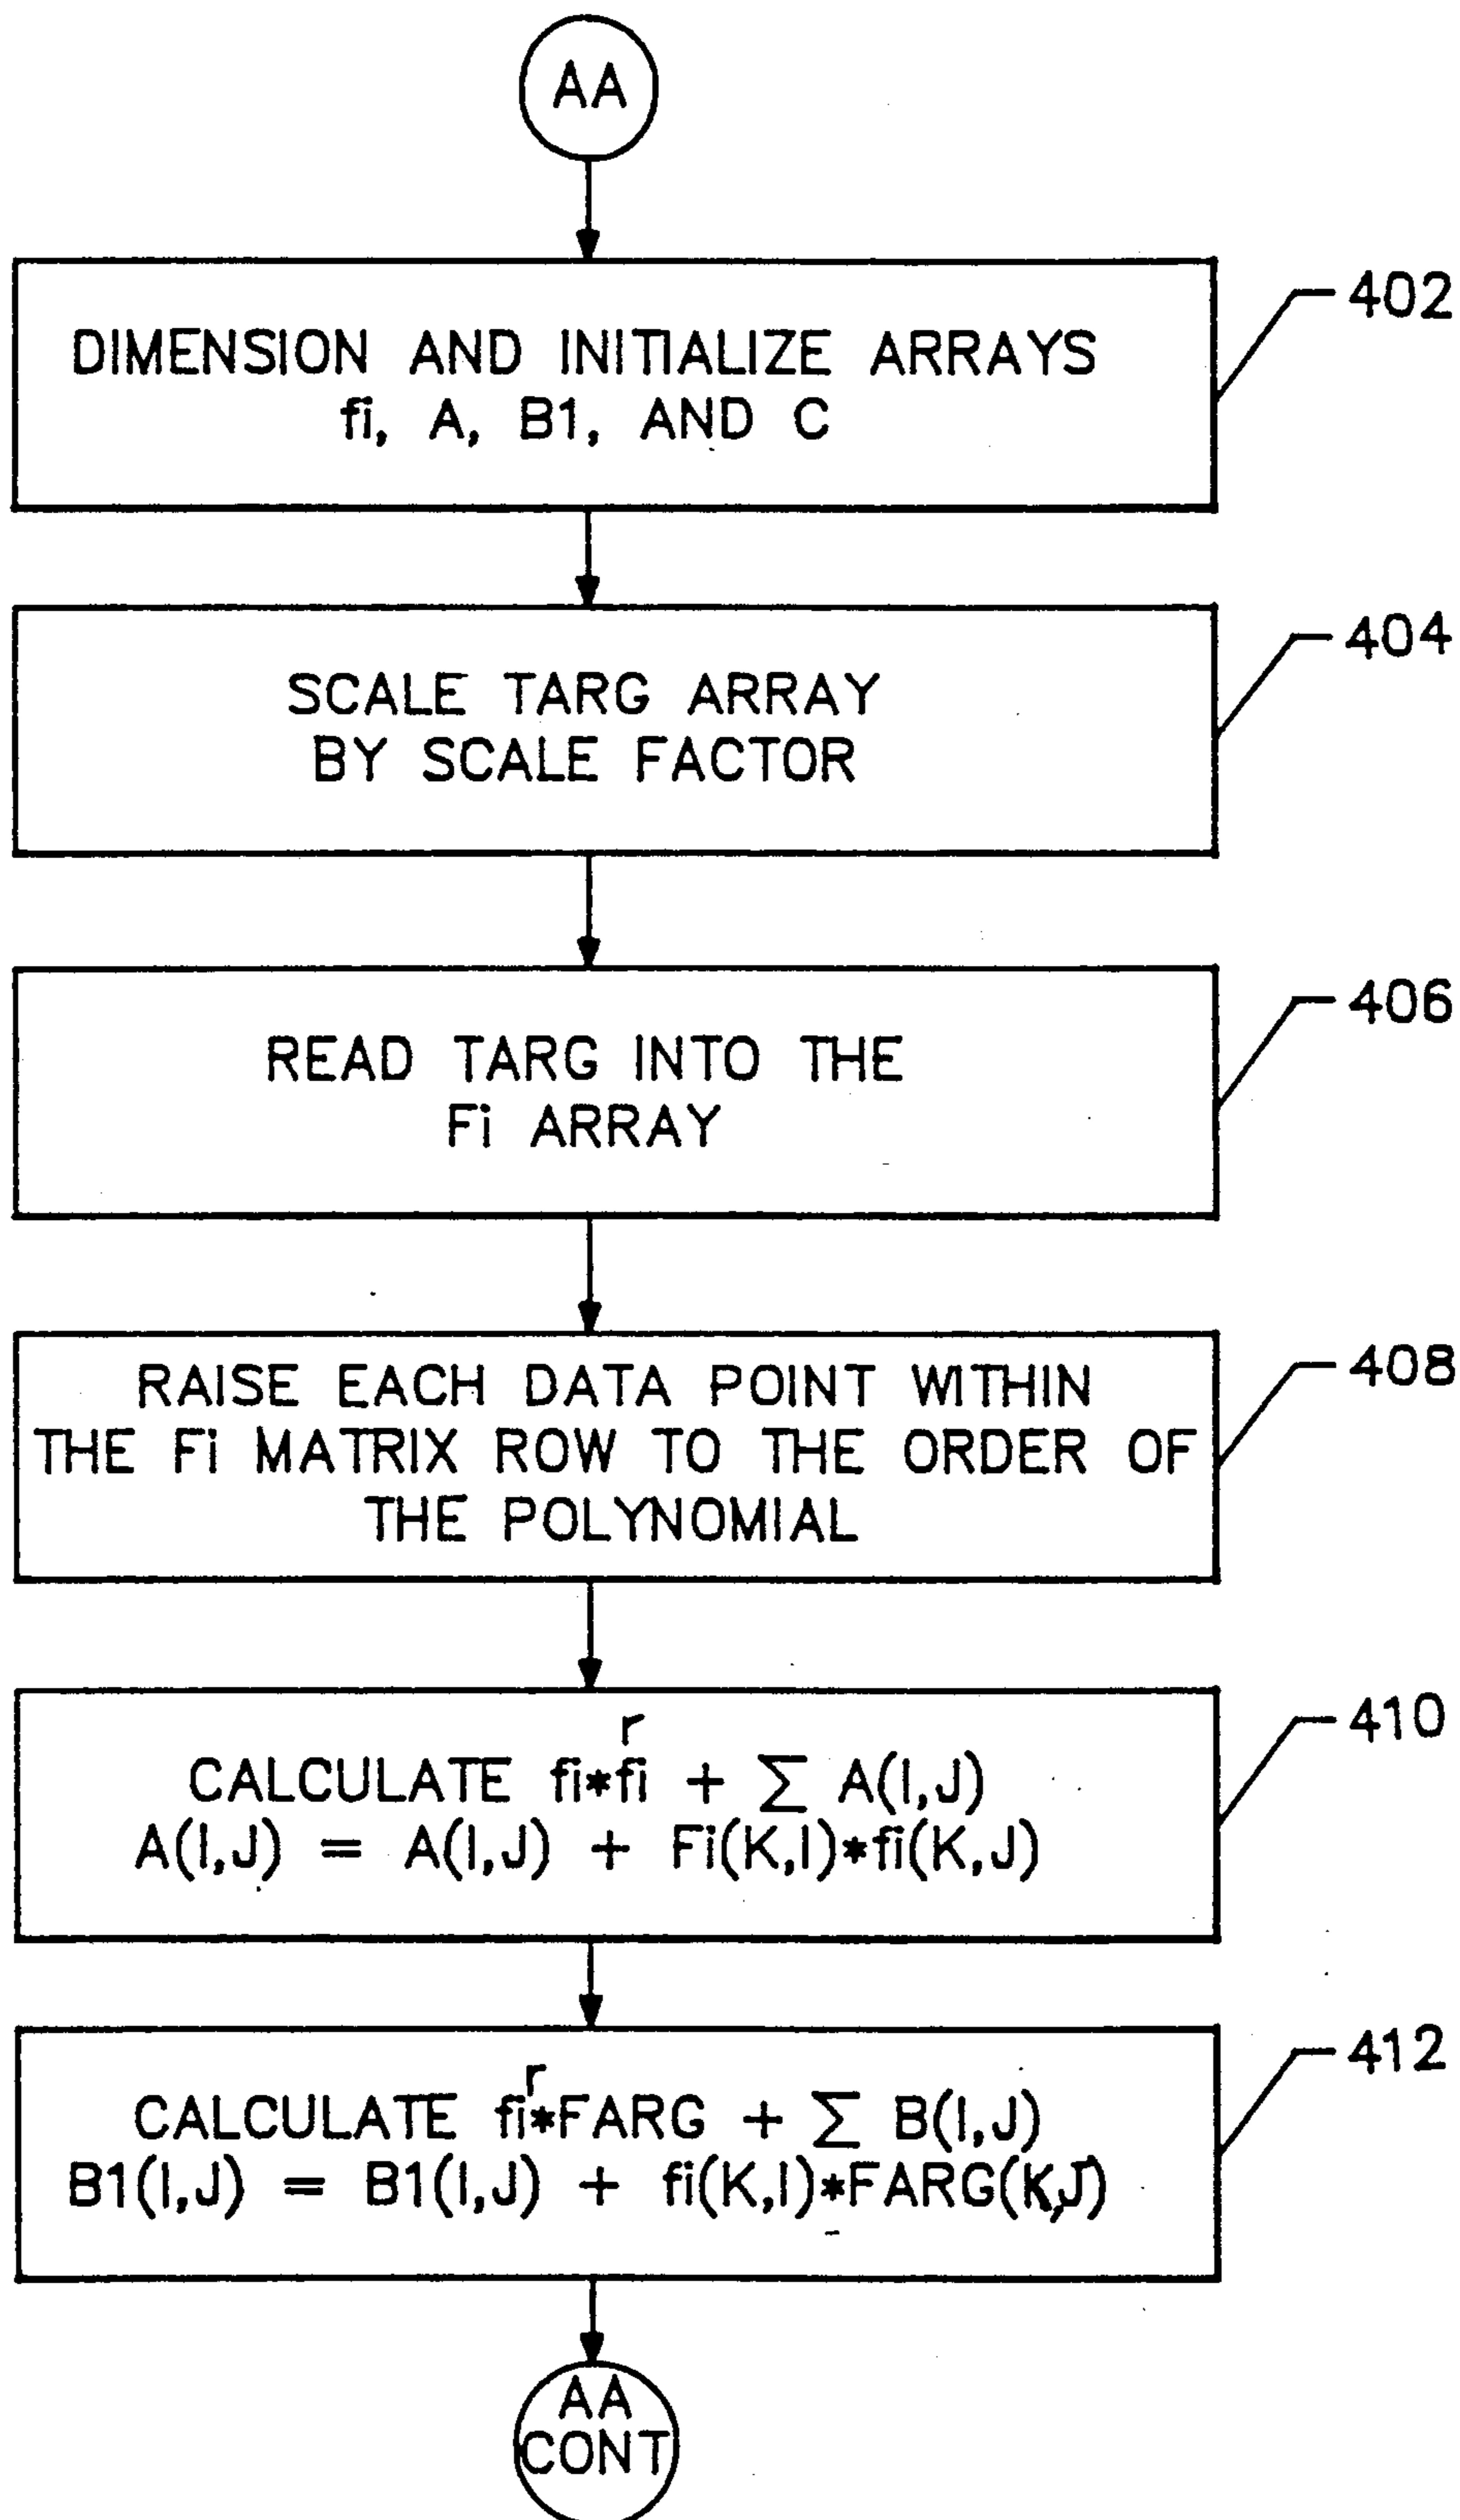 AA
DIMENSION AND INITIALIZE ARRAYS
fi, A, B1, AND C
402
SCALE TARG ARRAY
BY SCALE FACTOR
404
READ TARG INTO THE
Fi ARRAY
406
RAISE EACH DATA POINT WITHIN
THE Fi MATRIX ROW TO THE ORDER OF
THE POLYNOMIAL
408
r
CALCULATE fi*fi + ∑ A(I,J)
A(I,J) = A(I,J) + Fi(K,I)*fi(K,J)
410
r
CALCULATE fi*FARG + ∑ B(I,J)
B1(I,J) = B1(I,J) + fi(K,I)*FARG(K,J)
412
AA
CONT